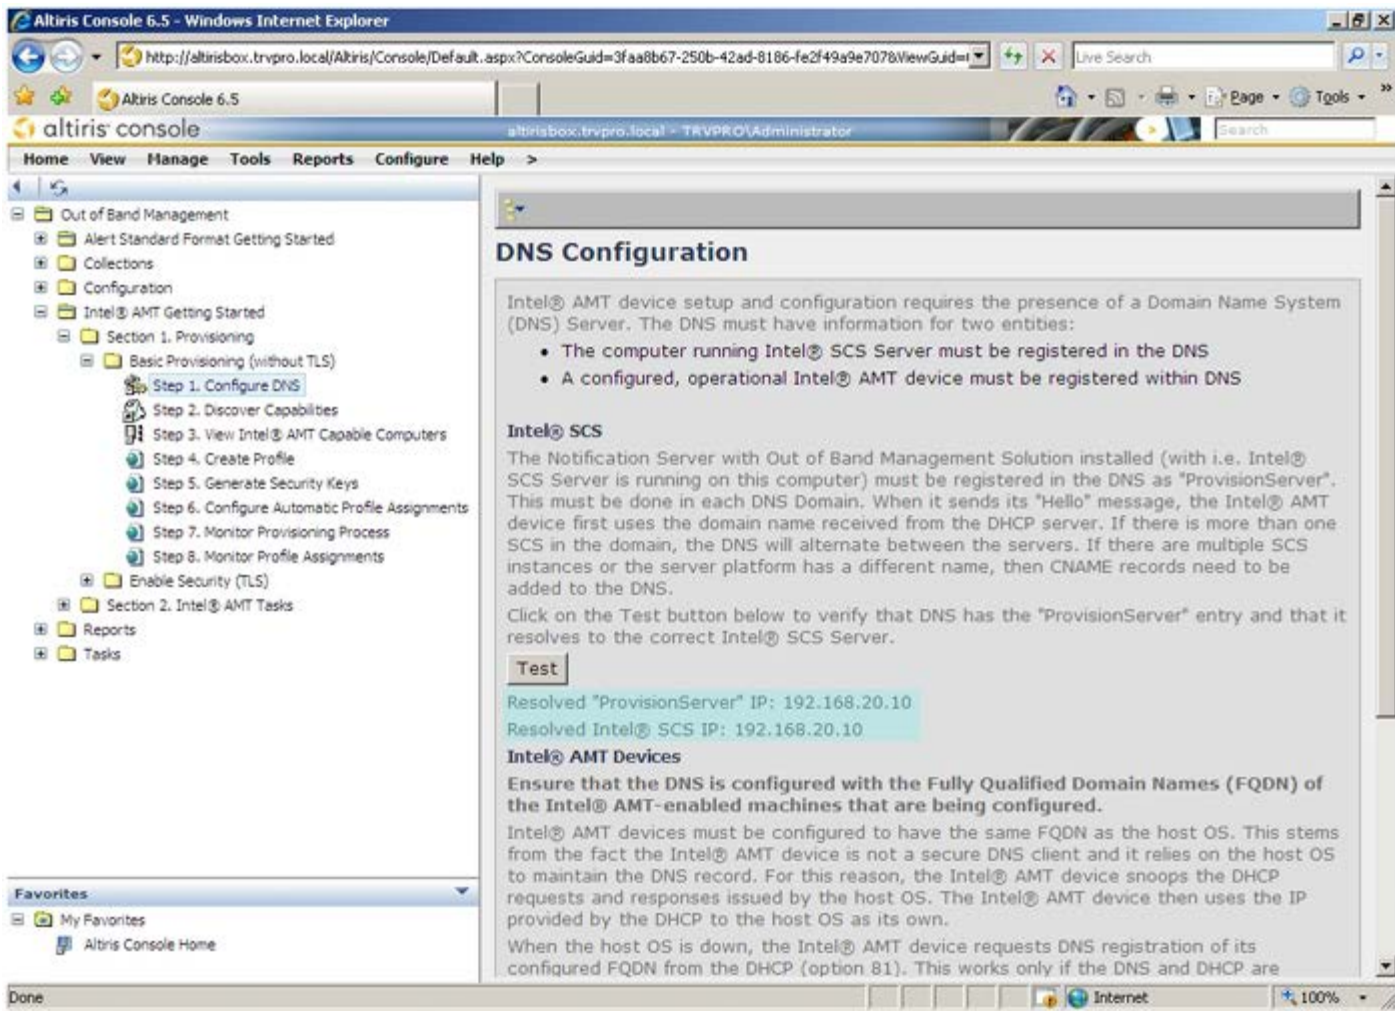 Altiris Console 6.5 - Windows Internet Explorer
http://altirisbox.trvpro.local/Altiris/Console/Default.aspx?ConsoleGuid=3faa8b67-250b-42ad-8186-fe2f49a9e707&ViewGuid=
Live Search
Altiris Console 6.5
Page
Tools
»
altiris console
altirisbox.trvpro.local - TRVPRO\Administrator
Search
Home View Manage Tools Reports Configure Help >
Out of Band Management
Alert Standard Format Getting Started
Collections
Configuration
Intel® AMT Getting Started
Section 1. Provisioning
Basic Provisioning (without TLS)
Step 1. Configure DNS
Step 2. Discover Capabilities
Step 3. View Intel® AMT Capable Computers
Step 4. Create Profile
Step 5. Generate Security Keys
Step 6. Configure Automatic Profile Assignments
Step 7. Monitor Provisioning Process
Step 8. Monitor Profile Assignments
Enable Security (TLS)
Section 2. Intel® AMT Tasks
Reports
Tasks
Favorites
My Favorites
Altiris Console Home
DNS Configuration
Intel® AMT device setup and configuration requires the presence of a Domain Name System
(DNS) Server. The DNS must have information for two entities:
• The computer running Intel® SCS Server must be registered in the DNS
• A configured, operational Intel® AMT device must be registered within DNS
Intel® SCS
The Notification Server with Out of Band Management Solution installed (with i.e. Intel®
SCS Server is running on this computer) must be registered in the DNS as "ProvisionServer".
This must be done in each DNS Domain. When it sends its "Hello" message, the Intel® AMT
device first uses the domain name received from the DHCP server. If there is more than one
SCS in the domain, the DNS will alternate between the servers. If there are multiple SCS
instances or the server platform has a different name, then CNAME records need to be
added to the DNS.
Click on the Test button below to verify that DNS has the "ProvisionServer" entry and that it
resolves to the correct Intel® SCS Server.
Test
Resolved "ProvisionServer" IP: 192.168.20.10
Resolved Intel® SCS IP: 192.168.20.10
Intel® AMT Devices
Ensure that the DNS is configured with the Fully Qualified Domain Names (FQDN) of
the Intel® AMT-enabled machines that are being configured.
Intel® AMT devices must be configured to have the same FQDN as the host OS. This stems
from the fact the Intel® AMT device is not a secure DNS client and it relies on the host OS
to maintain the DNS record. For this reason, the Intel® AMT device snoops the DHCP
requests and responses issued by the host OS. The Intel® AMT device then uses the IP
provided by the DHCP to the host OS as its own.
When the host OS is down, the Intel® AMT device requests DNS registration of its
configured FQDN from the DHCP (option 81). This works only if the DNS and DHCP are
Done
Internet
100%